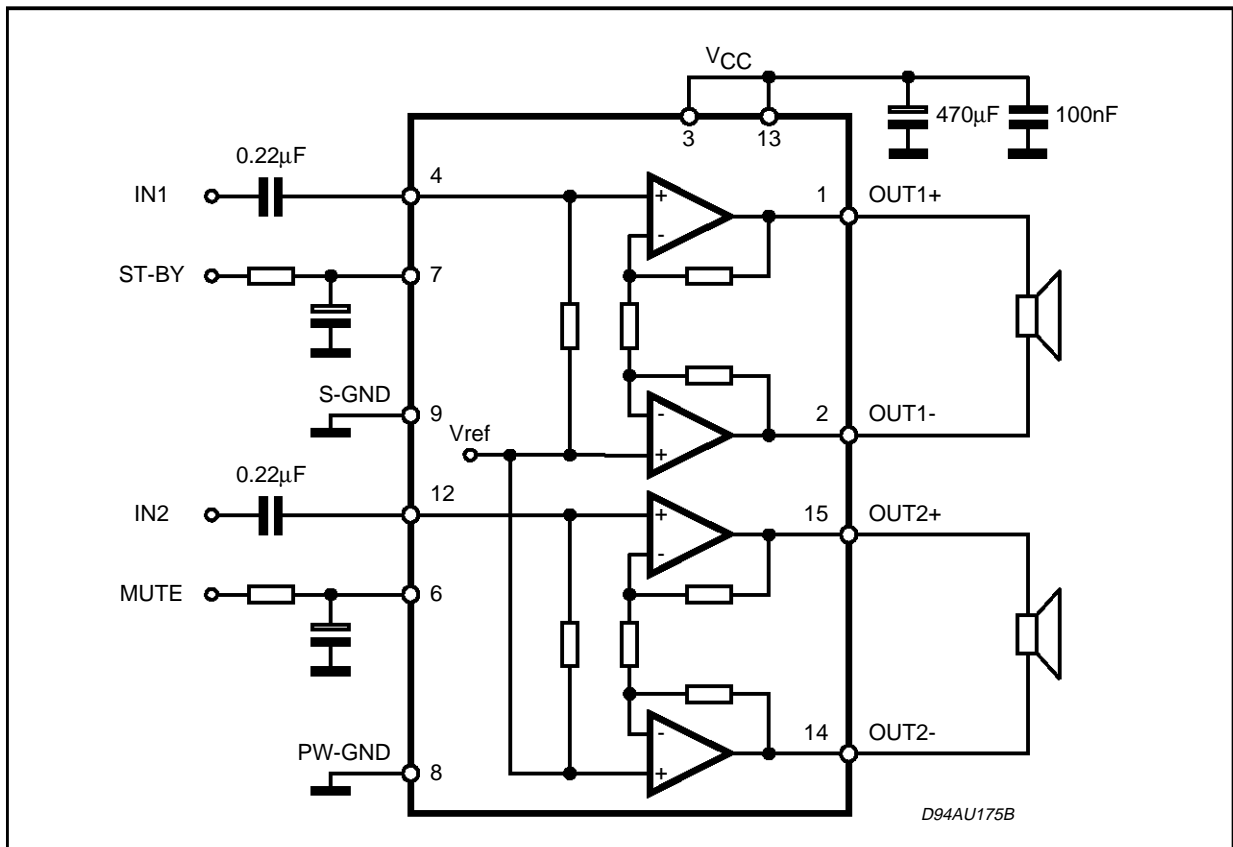 VCC
470µF
100nF
3
13
0.22µF
IN1
4
+
-
1
OUT1+
ST-BY
7
S-GND
9
-
+
2
OUT1-
Vref
0.22µF
IN2
12
+
-
15
OUT2+
MUTE
6
PW-GND
8
-
+
14
OUT2-
D94AU175B